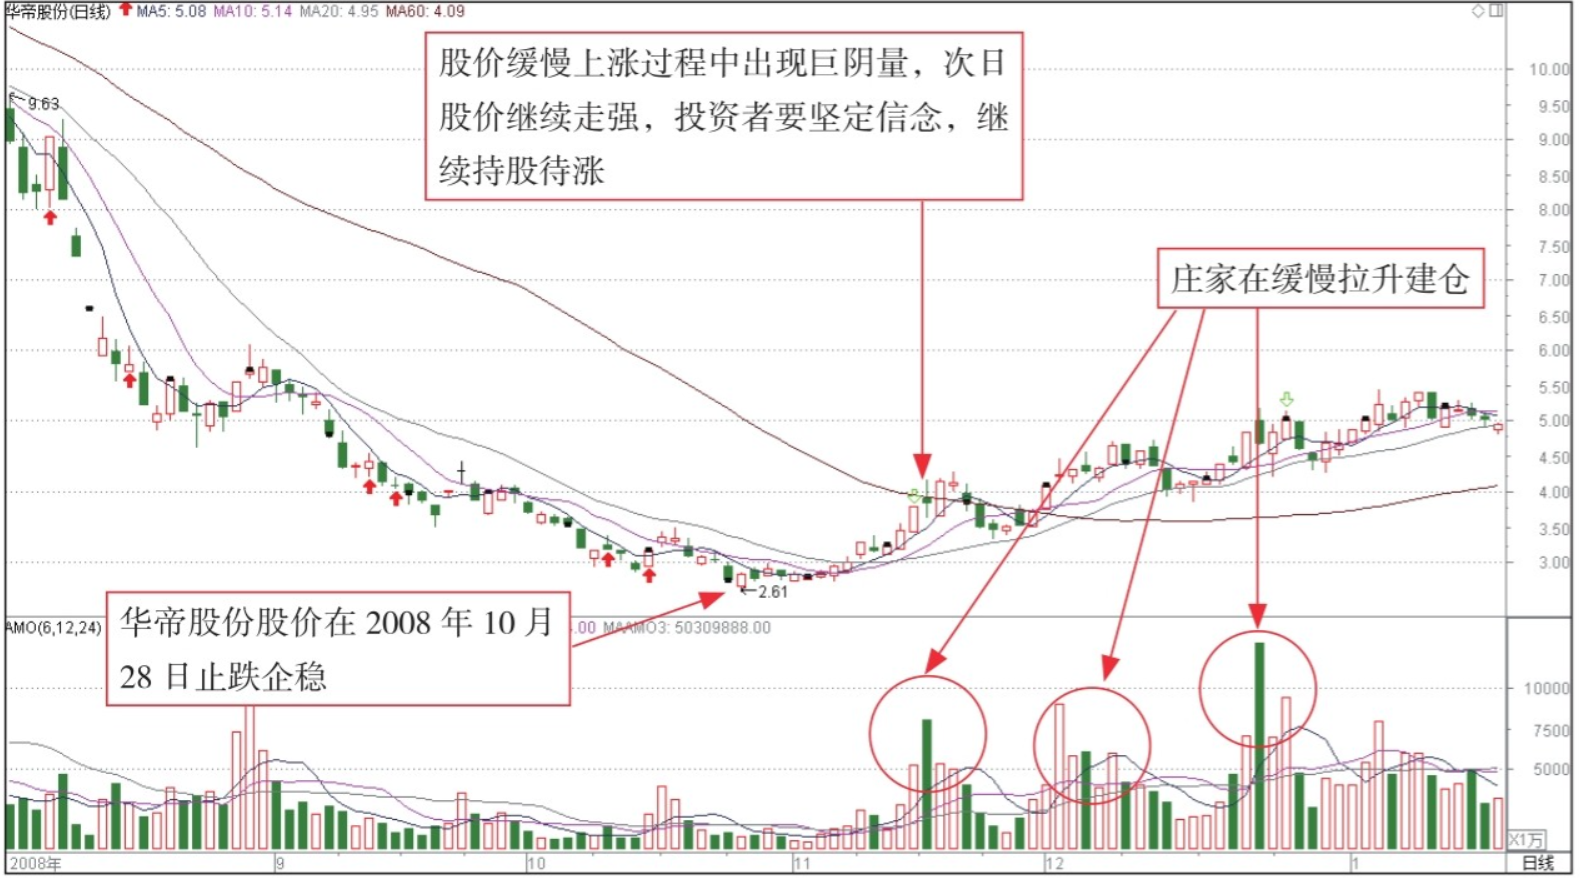 华帝股份(日线) MA5: 5.08 MA10: 5.14 MA20: 4.95 MA60: 4.09
股价缓慢上涨过程中出现巨阴量，次日
股价继续走强，投资者要坚定信念，继
续持股待涨
9.63
庄家在缓慢拉升建仓
10.00
9.50
9.00
8.50
8.00
7.50
7.00
6.50
6.00
5.50
5.00
4.50
4.00
3.50
3.00
2.61
AMO(6,12,24)
.00 MAAMO3: 50309888.00
华帝股份股价在 2008 年 10 月
28 日止跌企稳
10000
7500
5000
X1万
2008年 9 10 11 12 1 日线